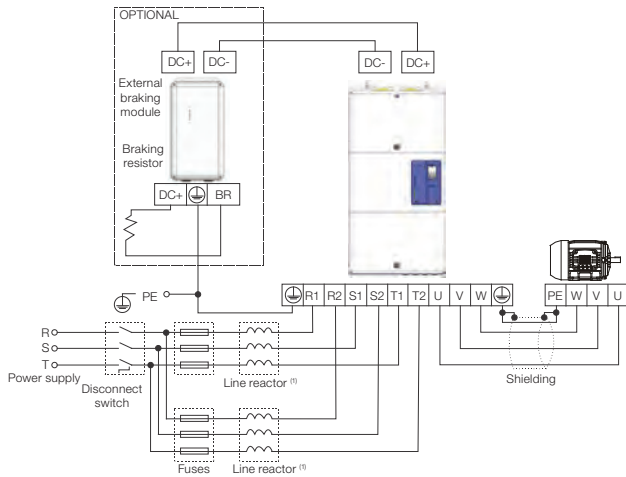 OPTIONAL
DC+ DC- DC- DC+
External
braking
module
Braking
resistor
DC+ BR
PE
R1 R2 S1 S2 T1 T2 U V W PE W V U
R
S
T
Power supply
Disconnect
switch
Line reactor (1)
Shielding
Fuses Line reactor (1)